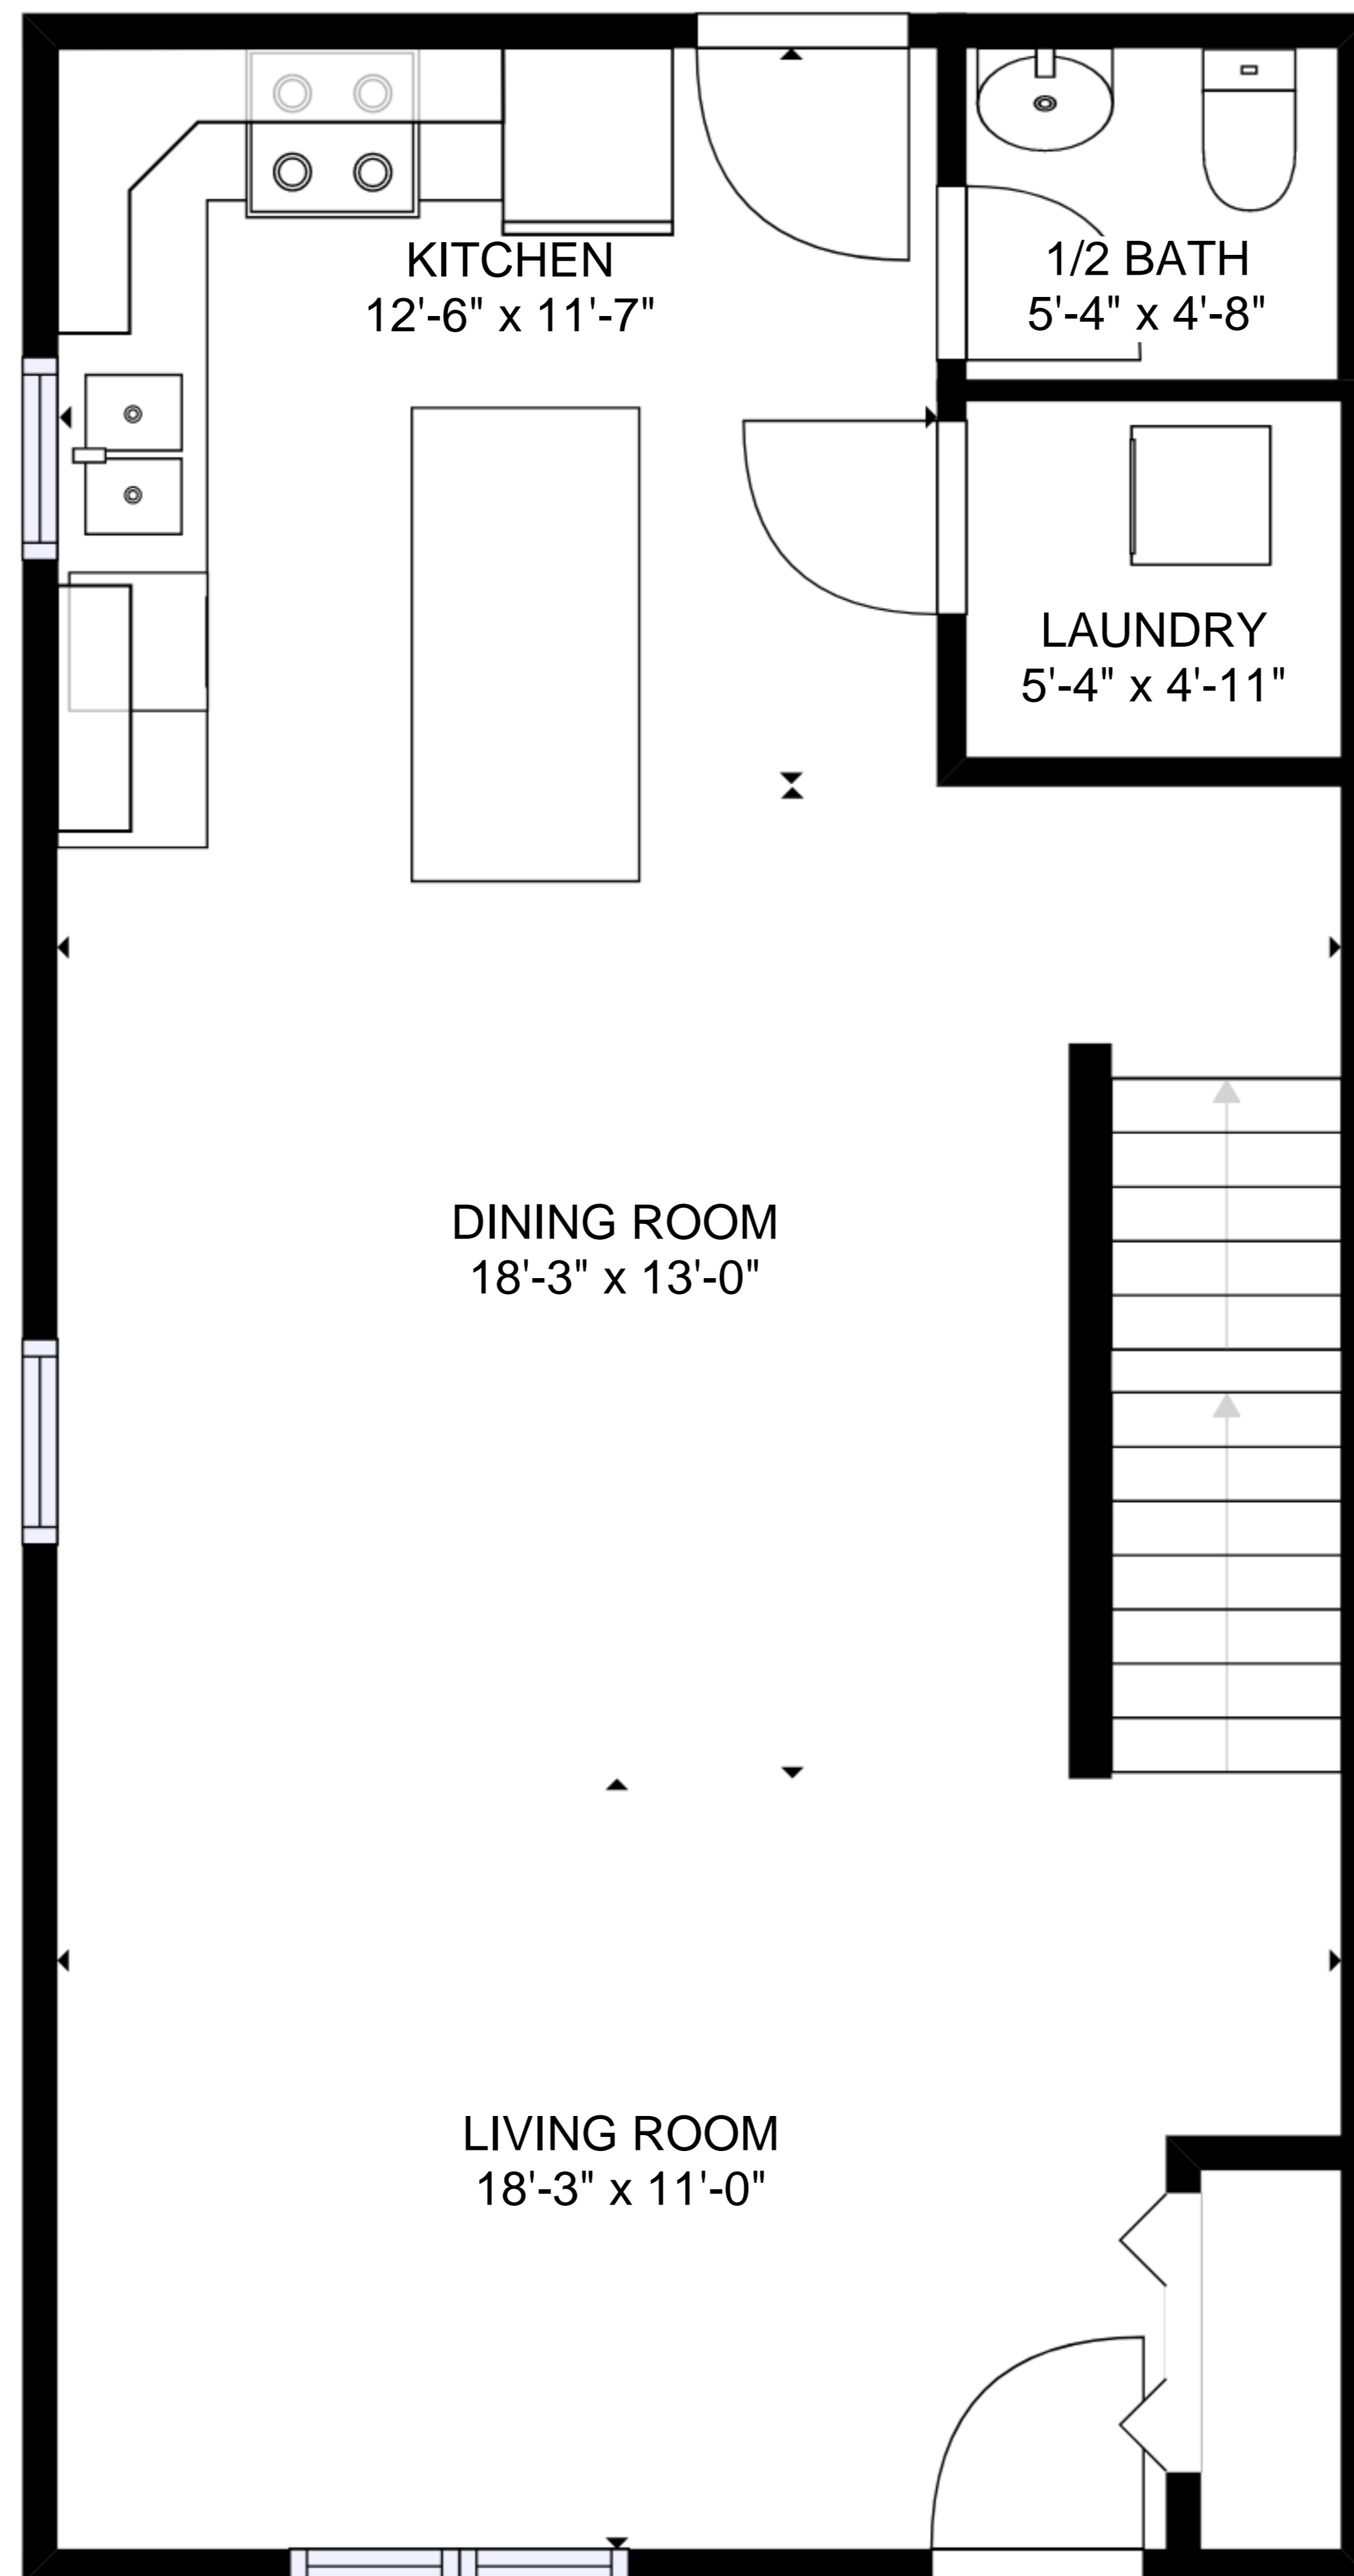 KITCHEN
12'-6" x 11'-7"
1/2 BATH
5'-4" x 4'-8"
LAUNDRY
5'-4" x 4'-11"
DINING ROOM
18'-3" x 13'-0"
LIVING ROOM
18'-3" x 11'-0"